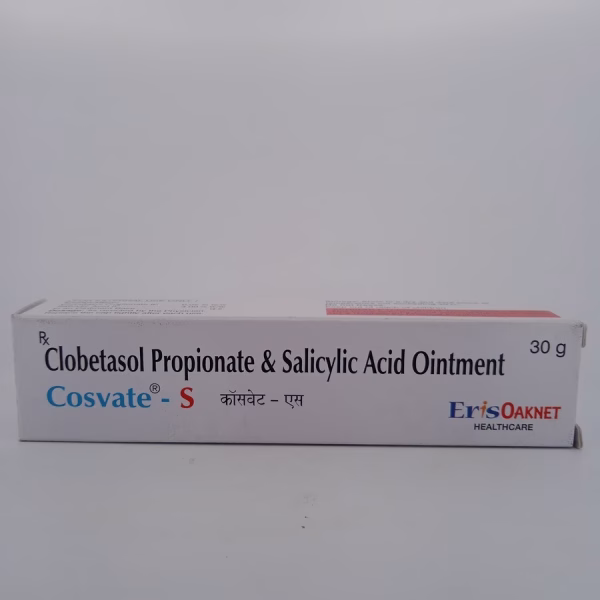 Rx
Clobetasol Propionate & Salicylic Acid Ointment
30 g
Cosvate® - S कॉसवेट - एस
ErisOAKNET
HEALTHCARE